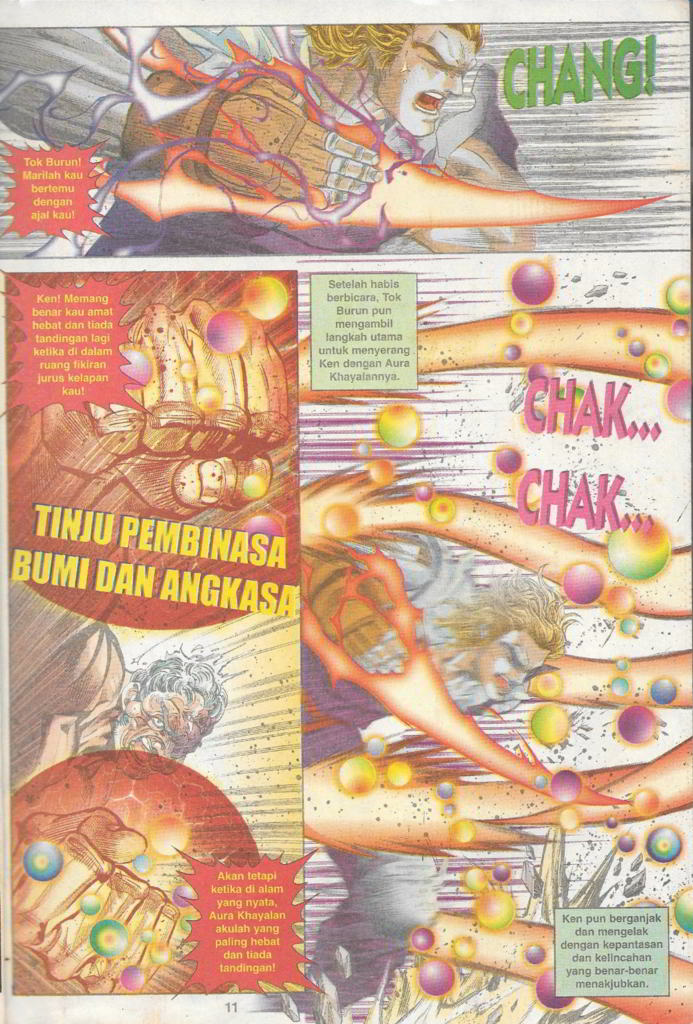 CHANG!
Tok Burun!
Marilah kau
bertemu
dengan
ajal kau!
Ken! Memang
benar kau amat
hebat dan tiada
tandingan lagi
ketika di dalam
ruang fikiran
jurus kelapan
kau!
Setelah habis
berbicara, Tok
Burun pun
mengambil
langkah utama
untuk menyerang
Ken dengan Aura
Khayalannya.
CHAK...
CHAK...
TINJU PEMBINASA
BUMI DAN ANGKASA
Akan tetapi
ketika di alam
yang nyata,
Aura Khayalan
akulah yang
paling hebat
dan tiada
tandingan!
Ken pun berganjak
dan mengelak
dengan kepantasan
dan kelincahan
yang benar-benar
menakjubkan.
11